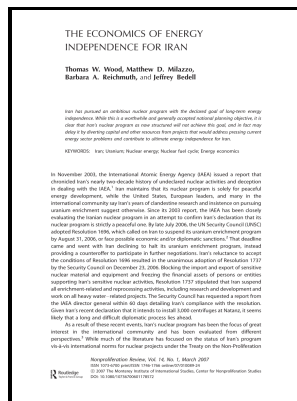 THE ECONOMICS OF ENERGY
INDEPENDENCE FOR IRAN
Thomas W. Wood, Matthew D. Milazzo,
Barbara A. Reichmuth, and Jeffrey Bedell
Iran has pursued an ambitious nuclear program with the declared goal of long-term energy
independence. While this is a worthwhile and generally accepted national planning objective, it is
clear that Iran's nuclear program as now structured will not achieve this goal, and in fact may
delay it by diverting capital and other resources from projects that would address pressing current
energy sector problems and contribute to ultimate energy independence for Iran.
KEYWORDS: Iran; Uranium; Nuclear energy; Nuclear fuel cycle; Energy economics
In November 2003, the International Atomic Energy Agency (IAEA) issued a report that
chronicled Iran's nearly two-decade history of undeclared nuclear activities and deception
in dealing with the IAEA.1 Iran maintains that its nuclear program is solely for peaceful
energy development, while the United States, European leaders, and many in the
international community say Iran's years of clandestine research and insistence on pursuing
uranium enrichment suggest otherwise. Since its 2003 report, the IAEA has been closely
evaluating the Iranian nuclear program in an attempt to confirm Iran's declaration that its
nuclear program is strictly a peaceful one. By late July 2006, the UN Security Council (UNSC)
adopted Resolution 1696, which called on Iran to suspend its uranium enrichment program
by August 31, 2006, or face possible economic and/or diplomatic sanctions.2 That deadline
came and went with Iran declining to halt its uranium enrichment program, instead
providing a counteroffer to participate in further negotiations. Iran's reluctance to accept
the conditions of Resolution 1696 resulted in the unanimous adoption of Resolution 1737
by the Security Council on December 23, 2006. Blocking the import and export of sensitive
nuclear material and equipment and freezing the financial assets of persons or entities
supporting Iran's sensitive nuclear activities, Resolution 1737 stipulated that Iran suspend
all enrichment-related and reprocessing activities, including research and development and
work on all heavy water-related projects. The Security Council has requested a report from
the IAEA director general within 60 days detailing Iran's compliance with the resolution.
Given Iran's recent declaration that it intends to install 3,000 centrifuges at Natanz, it seems
likely that a long and difficult diplomatic process lies ahead.
As a result of these recent events, Iran's nuclear program has been the focus of great
interest in the international community and has been evaluated from different
perspectives.3 While much of the literature has focused on the status of Iran's program
vis-à-vis international norms for nuclear projects under the Treaty on the Non-Proliferation
Nonproliferation Review, Vol. 14, No. 1, March 2007
ISSN 1073-6700 print/ISSN 1746-1766 online/07/010089-24
© 2007 The Monterey Institute of International Studies, Center for Nonproliferation Studies
DOI: 10.1080/10736700601178572
Routledge